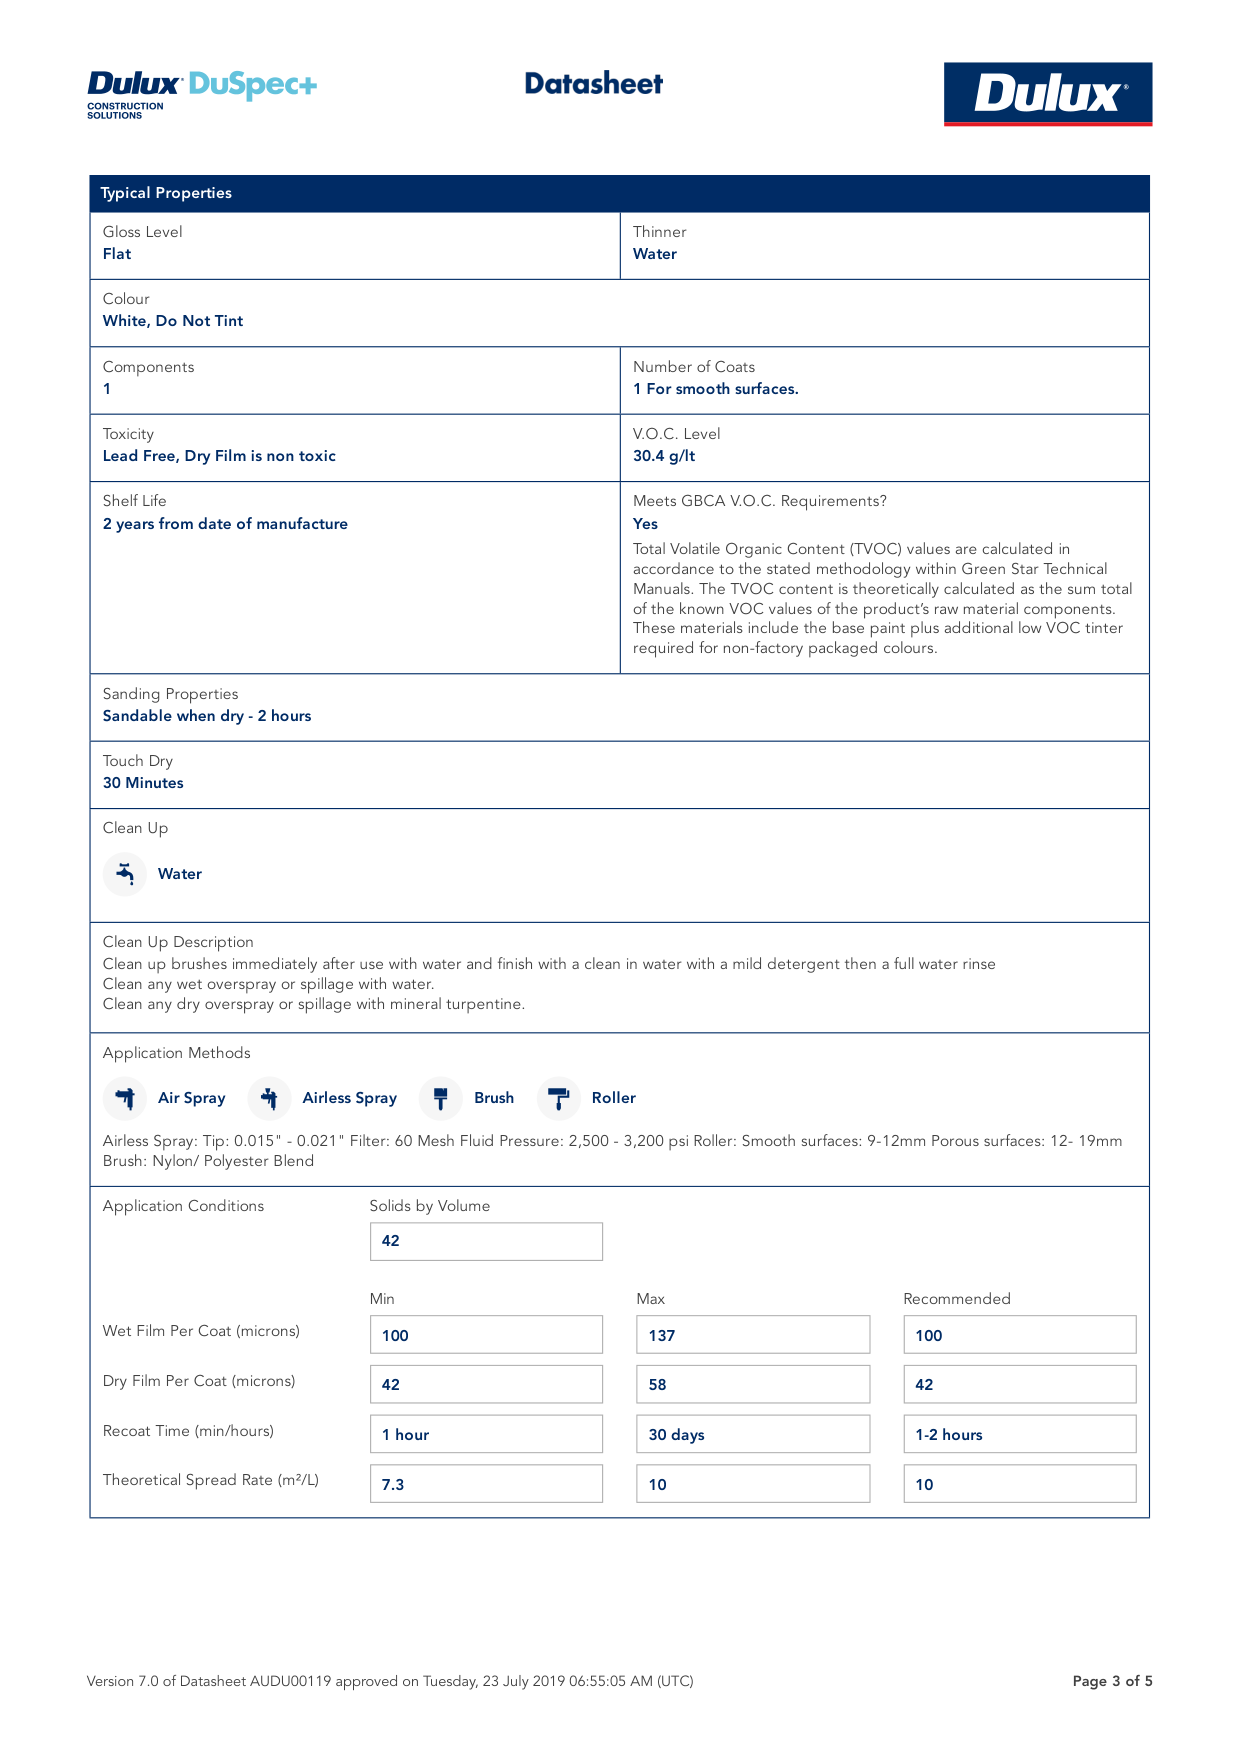 Dulux DuSpec+
CONSTRUCTION
SOLUTIONS
Datasheet
Dulux®
Typical Properties
Gloss Level
Flat
Thinner
Water
Colour
White, Do Not Tint
Components
1
Number of Coats
1 For smooth surfaces.
Toxicity
Lead Free, Dry Film is non toxic
V.O.C. Level
30.4 g/lt
Shelf Life
2 years from date of manufacture
Meets GBCA V.O.C. Requirements?
Yes
Total Volatile Organic Content (TVOC) values are calculated in
accordance to the stated methodology within Green Star Technical
Manuals. The TVOC content is theoretically calculated as the sum total
of the known VOC values of the product's raw material components.
These materials include the base paint plus additional low VOC tinter
required for non-factory packaged colours.
Sanding Properties
Sandable when dry - 2 hours
Touch Dry
30 Minutes
Clean Up
Water
Clean Up Description
Clean up brushes immediately after use with water and finish with a clean in water with a mild detergent then a full water rinse
Clean any wet overspray or spillage with water.
Clean any dry overspray or spillage with mineral turpentine.
Application Methods
Air Spray Airless Spray Brush Roller
Airless Spray: Tip: 0.015" - 0.021" Filter: 60 Mesh Fluid Pressure: 2,500 - 3,200 psi Roller: Smooth surfaces: 9-12mm Porous surfaces: 12- 19mm
Brush: Nylon/ Polyester Blend
Application Conditions Solids by Volume
42
Min Max Recommended
Wet Film Per Coat (microns) 100 137 100
Dry Film Per Coat (microns) 42 58 42
Recoat Time (min/hours) 1 hour 30 days 1-2 hours
Theoretical Spread Rate (m²/L) 7.3 10 10
Version 7.0 of Datasheet AUDU00119 approved on Tuesday, 23 July 2019 06:55:05 AM (UTC) Page 3 of 5